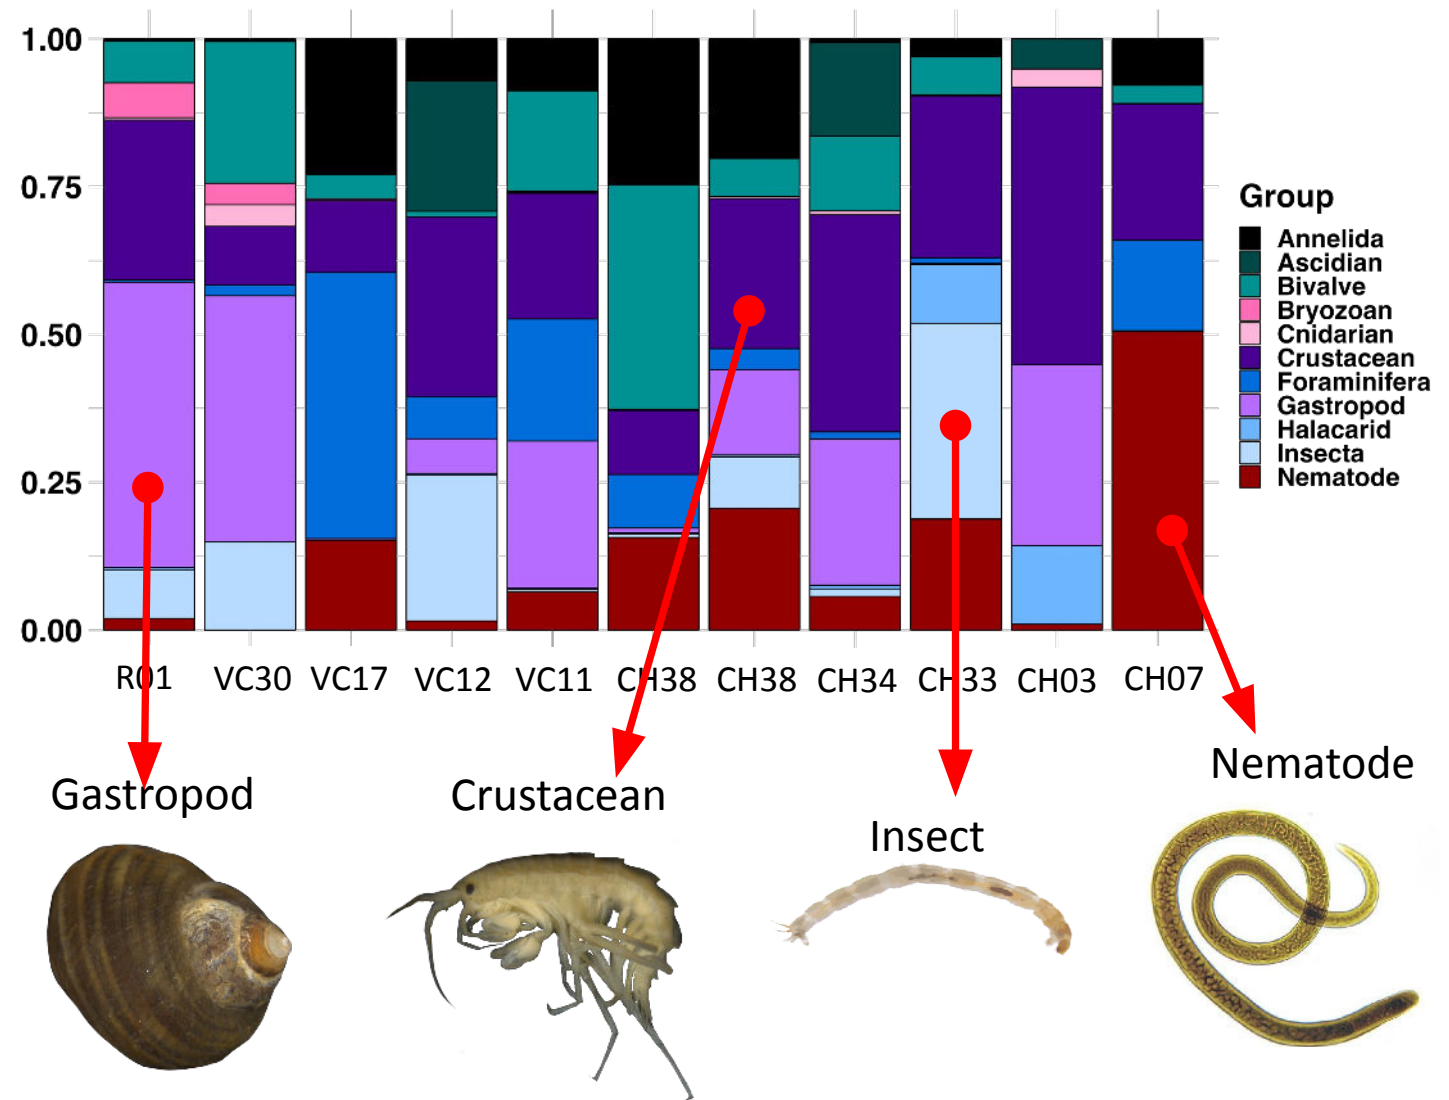 1.00
0.75
0.50
0.25
0.00
R01 VC30 VC17 VC12 VC11 CH38 CH38 CH34 CH33 CH03 CH07
Group
Annelida
Ascidian
Bivalve
Bryozoan
Cnidarian
Crustacean
Foraminifera
Gastropod
Halacarid
Insecta
Nematode
Gastropod
Crustacean
Insect
Nematode